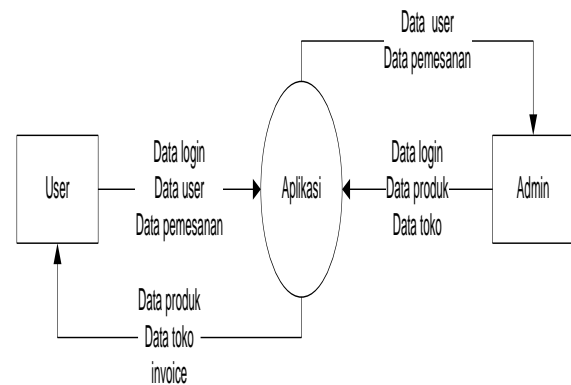 Data user
Data pemesanan
User
Data login
Data user
Data pemesanan
Aplikasi
Data login
Data produk
Data toko
Admin
Data produk
Data toko
invoice